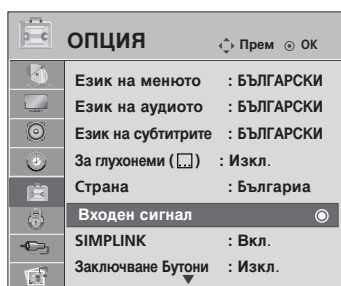 ОПЦИЯ Прем ОК
Език на менюто : БЪЛГАРСКИ
Език на аудиото : БЪЛГАРСКИ
Език на субтитрите : БЪЛГАРСКИ
За глухонеми ( ) : Изкл.
Страна : Българиа
Входен сигнал
SIMPLINK : Вкл.
Заключване Бутони : Изкл.